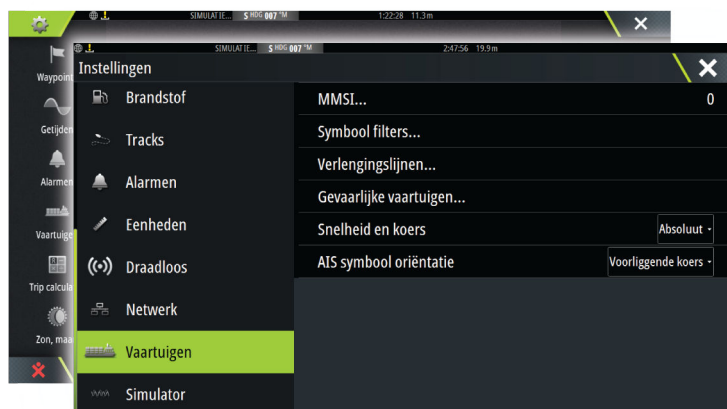 SIMULATIE... S HDG 007 °M 1:22:28 11.3 m
Waypoint
Getijden
Alarmen
Vaartuige
Trip calcula
Zon, maa
SIMULATIE... S HDG 007 °M 2:47:56 19.9 m
Instellingen
Brandstof
Tracks
Alarmen
Eenheden
Draadloos
Netwerk
Vaartuigen
Simulator
MMSI... 0
Symbool filters...
Verlengingslijnen...
Gevaarlijke vaartuigen...
Snelheid en koers Absoluut
AIS symbool oriëntatie Voorliggende koers